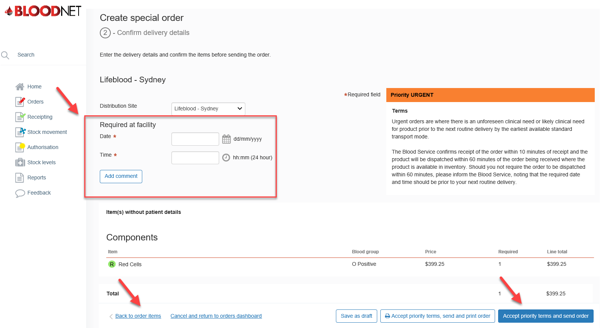 BLOODNET
Search
Home
Orders
Receipting
Stock movement
Authorisation
Stock levels
Reports
Feedback
Create special order
2 - Confirm delivery details
Enter the delivery details and confirm the items before sending the order.
Lifeblood - Sydney
*Required field
Distribution Site Lifeblood - Sydney
Required at facility
Date * dd/mm/yyyy
Time * hh:mm (24 hour)
Add comment
Priority URGENT
Terms
Urgent orders are where there is an unforeseen clinical need or likely clinical need
for product prior to the next routine delivery by the earliest available standard
transport mode.
The Blood Service confirms receipt of the order within 10 minutes of receipt and the
product will be dispatched within 60 minutes of the order being received where the
product is available in inventory. Should you not require the order to be dispatched
within 60 minutes, please inform the Blood Service, noting that the required date
and time should be prior to your next routine delivery.
Item(s) without patient details
Components
Item Blood group Price Required Line total
R Red Cells O Positive $399.25 1 $399.25
Total 1 $399.25
Back to order items Cancel and return to orders dashboard Save as draft Accept priority terms, send and print order Accept priority terms and send order